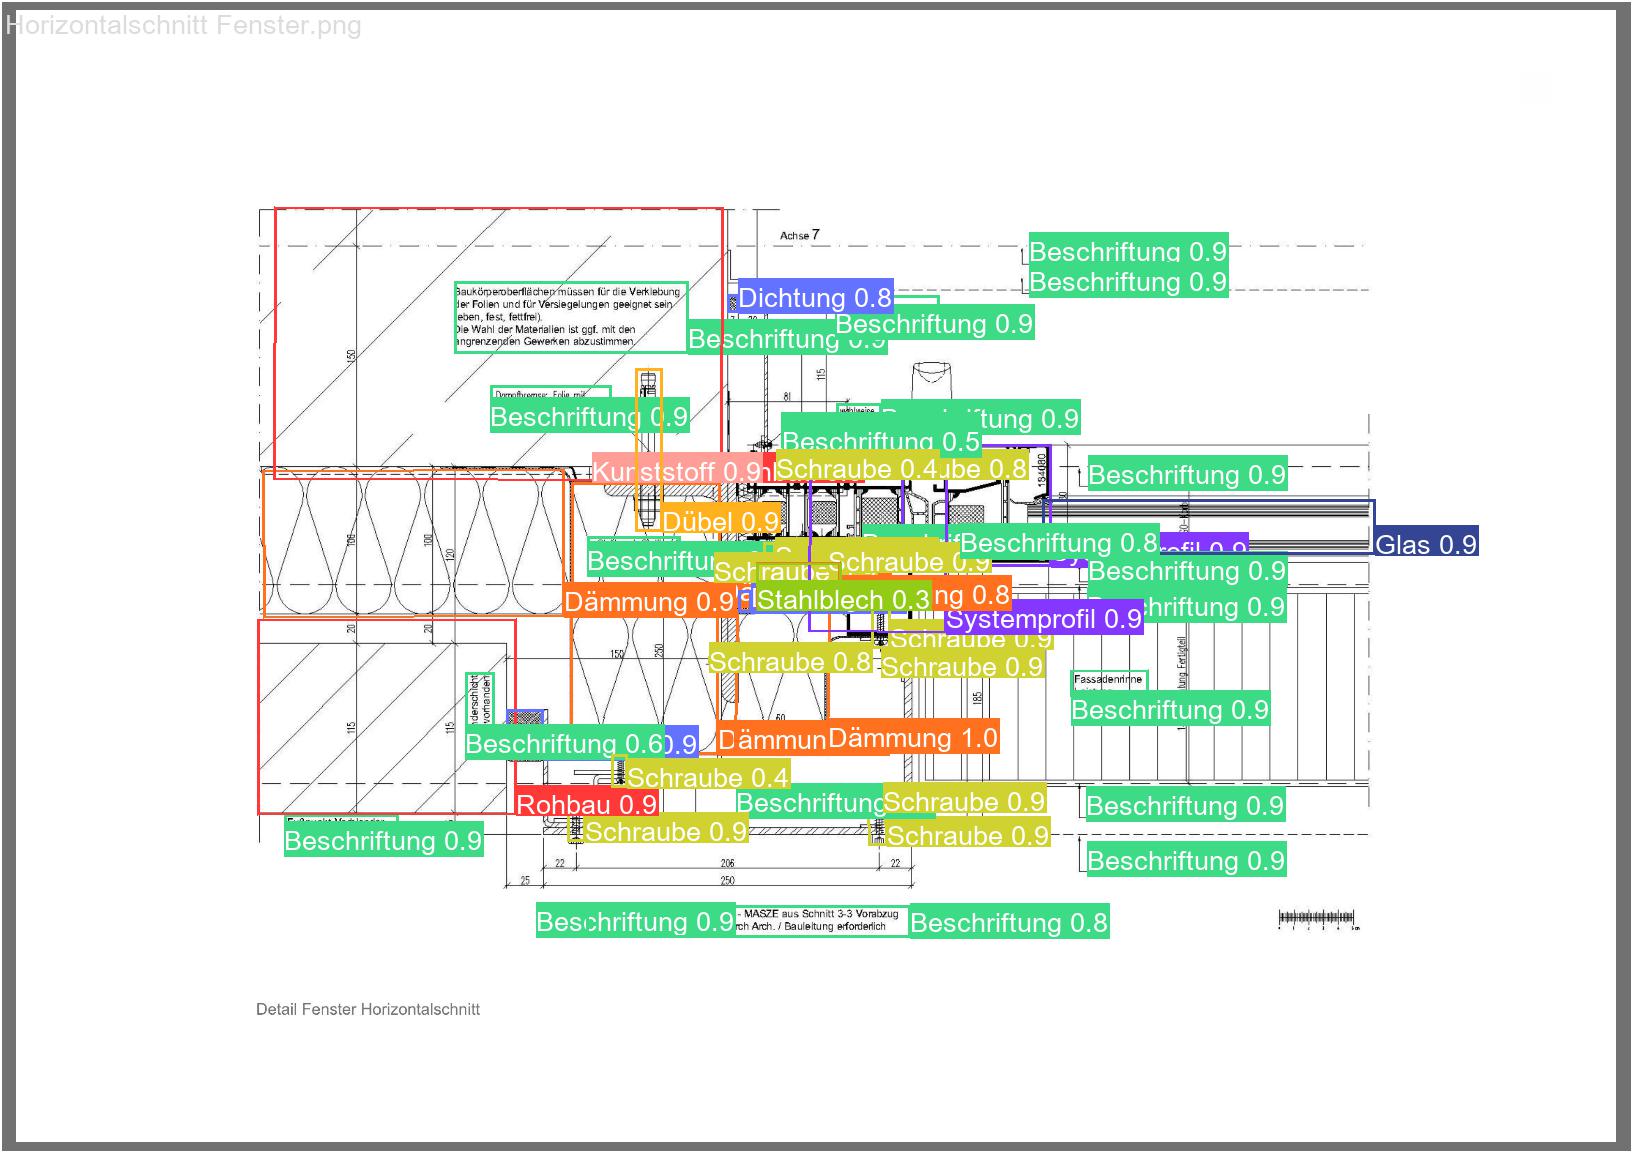 Horizontalschnitt Fenster.png
Achse 7
Beschriftung 0.9
Beschriftung 0.9
Baukörperoberflächen müssen für die Verklebung
der Folien und für Versiegelungen geeignet sein
(eben, fest, fettfrei).
Die Wahl der Materialien ist ggf. mit den
angrenzenden Gewerken abzustimmen.
Dichtung 0.8
Beschriftung 0.9
Beschriftung 0.9
150
115
81
Dampfbremse: Folie mit
Beschriftung 0.9
Beschriftung 0.9
Beschriftung 0.5
Kunststoff 0.9
Schraube 0.4
Schraube 0.8
184080
Beschriftung 0.9
Dübel 0.9
100
100
120
Beschriftung 0.8
Glas 0.9
Schraube
Schraube 0.9
Beschriftung 0.9
Dämmung 0.9
Stahlblech 0.3
Beschriftung 0.9
Systemprofil 0.9
20
20
Schraube 0.9
150
250
Schraube 0.8
Schraube 0.9
Fassadenrinne
Beschriftung 0.9
185
115
115
60
Beschriftung 0.6
0.9
Dämmung 1.0
Schraube 0.4
Rohbau 0.9
Beschriftung
Schraube 0.9
Beschriftung 0.9
Beschriftung 0.9
Schraube 0.9
Schraube 0.9
Beschriftung 0.9
22
206
22
25
250
Beschriftung 0.9
- MASZE aus Schnitt 3-3 Vorabzug
Arch. / Bauleitung erforderlich
Beschriftung 0.8
Detail Fenster Horizontalschnitt